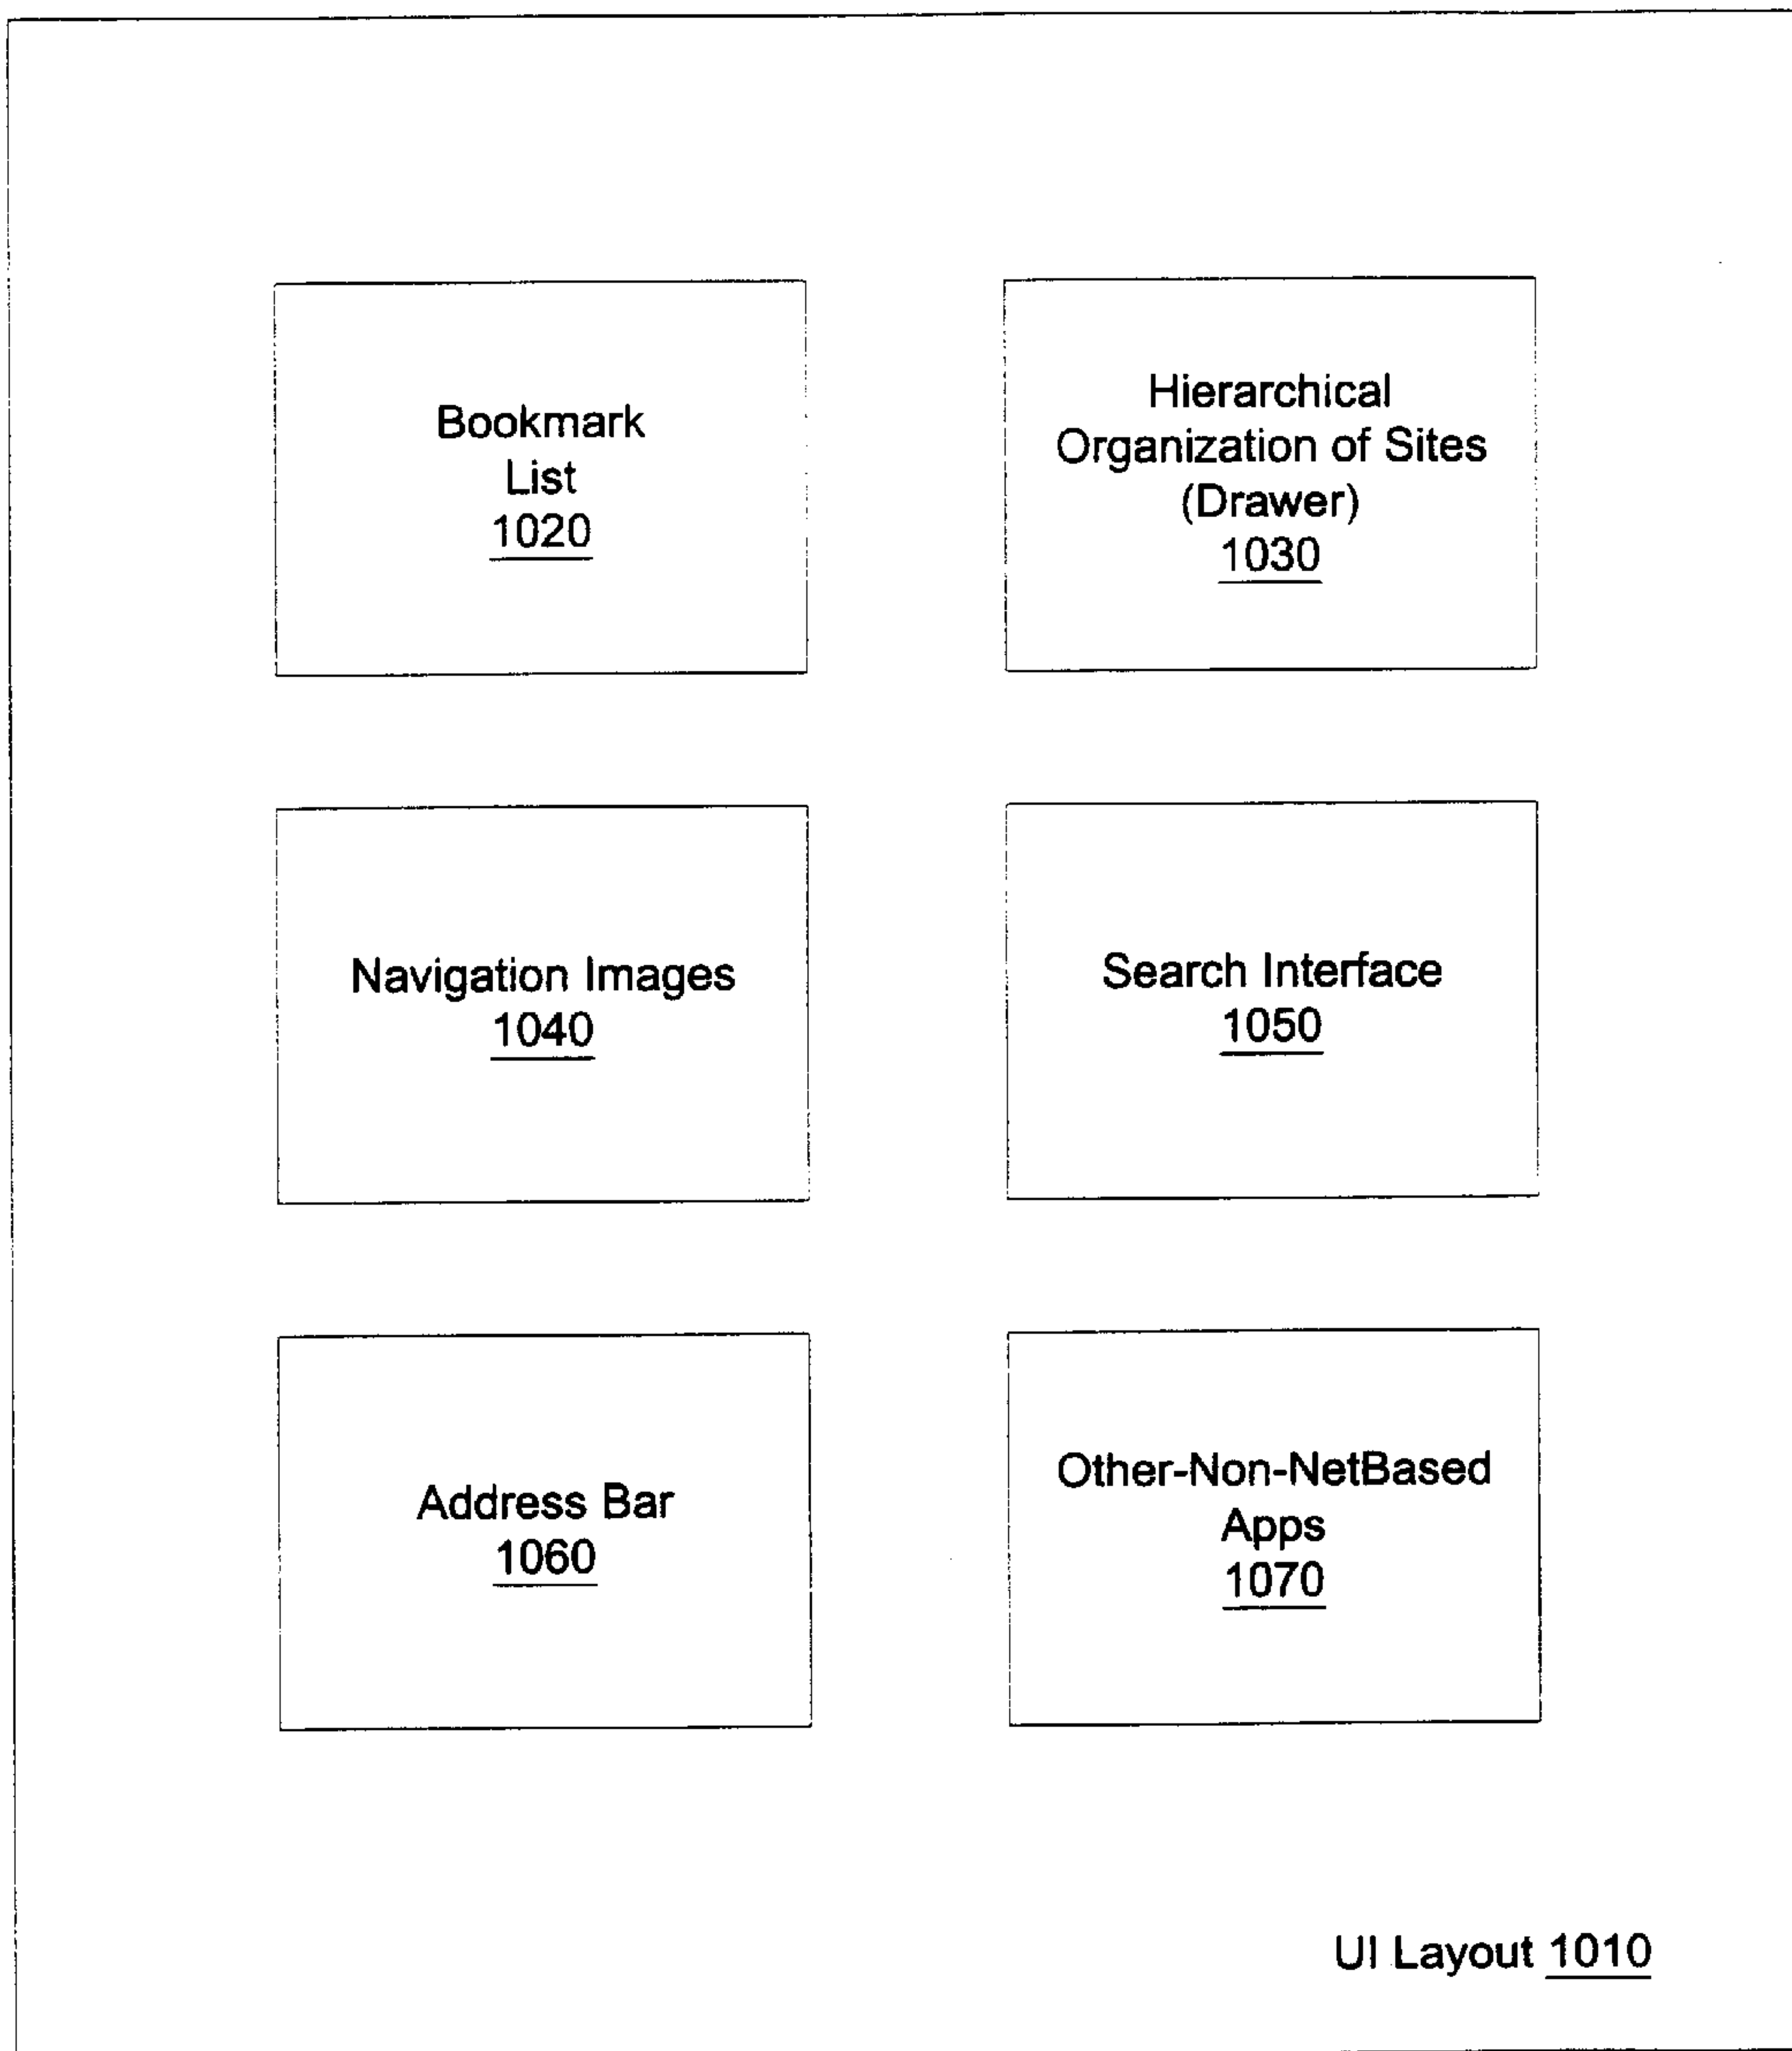 Bookmark
List
1020
Hierarchical
Organization of Sites
(Drawer)
1030
Navigation Images
1040
Search Interface
1050
Address Bar
1060
Other-Non-NetBased
Apps
1070
UI Layout 1010